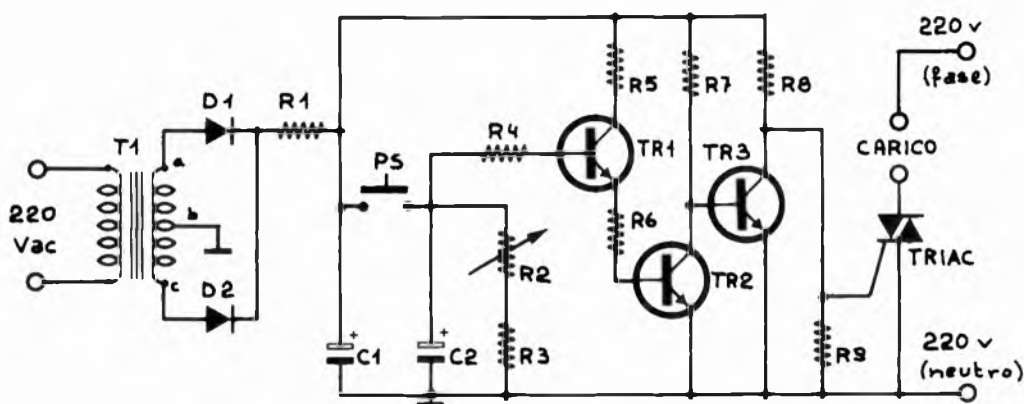 220 v
(fase)
D1
R1
R5
R7
R8
T1
a
R4
TR1
TR3
CARICO
PS
220
Vac
b
R6
TRIAC
R2
TR2
c
D2
+
C1
+
C2
R3
R9
220 v
(neutro)